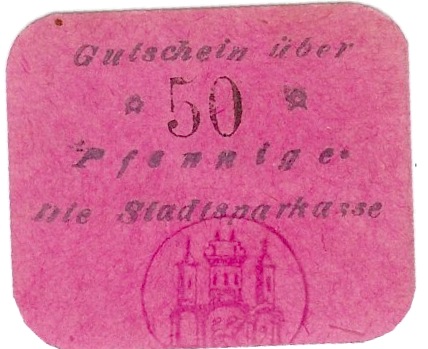 Gutschein über
50
Pfennige.
Die Stadtsparkasse